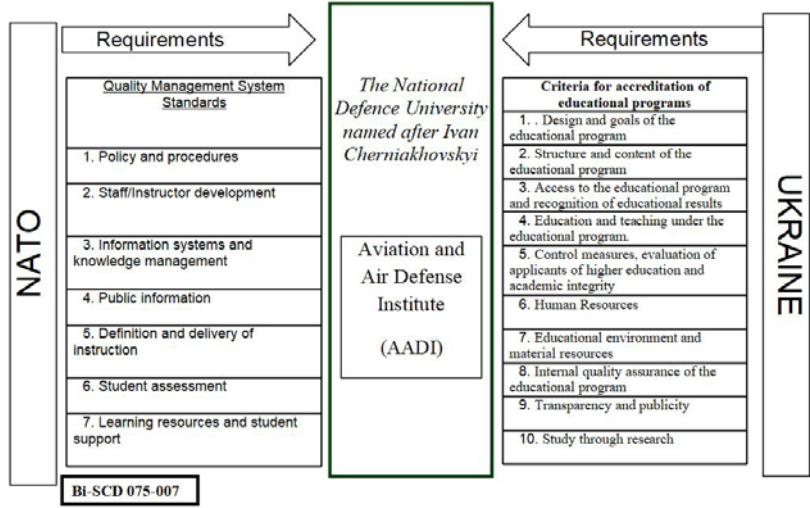 NATO
Requirements
Quality Management System
Standards
1. Policy and procedures
2. Staff/Instructor development
3. Information systems and
knowledge management
4. Public information
5. Definition and delivery of
instruction
6. Student assessment
7. Learning resources and student
support
Bi-SCD 075-007
The National
Defence University
named after Ivan
Cherniakhovskyi
Aviation and
Air Defense
Institute
(AADI)
Requirements
Criteria for accreditation of
educational programs
1. . Design and goals of the
educational program
2. Structure and content of the
educational program
3. Access to the educational program
and recognition of educational results
4. Education and teaching under the
educational program.
5. Control measures, evaluation of
applicants of higher education and
academic integrity
6. Human Resources
7. Educational environment and
material resources
8. Internal quality assurance of the
educational program
9. Transparency and publicity
10. Study through research
UKRAINE